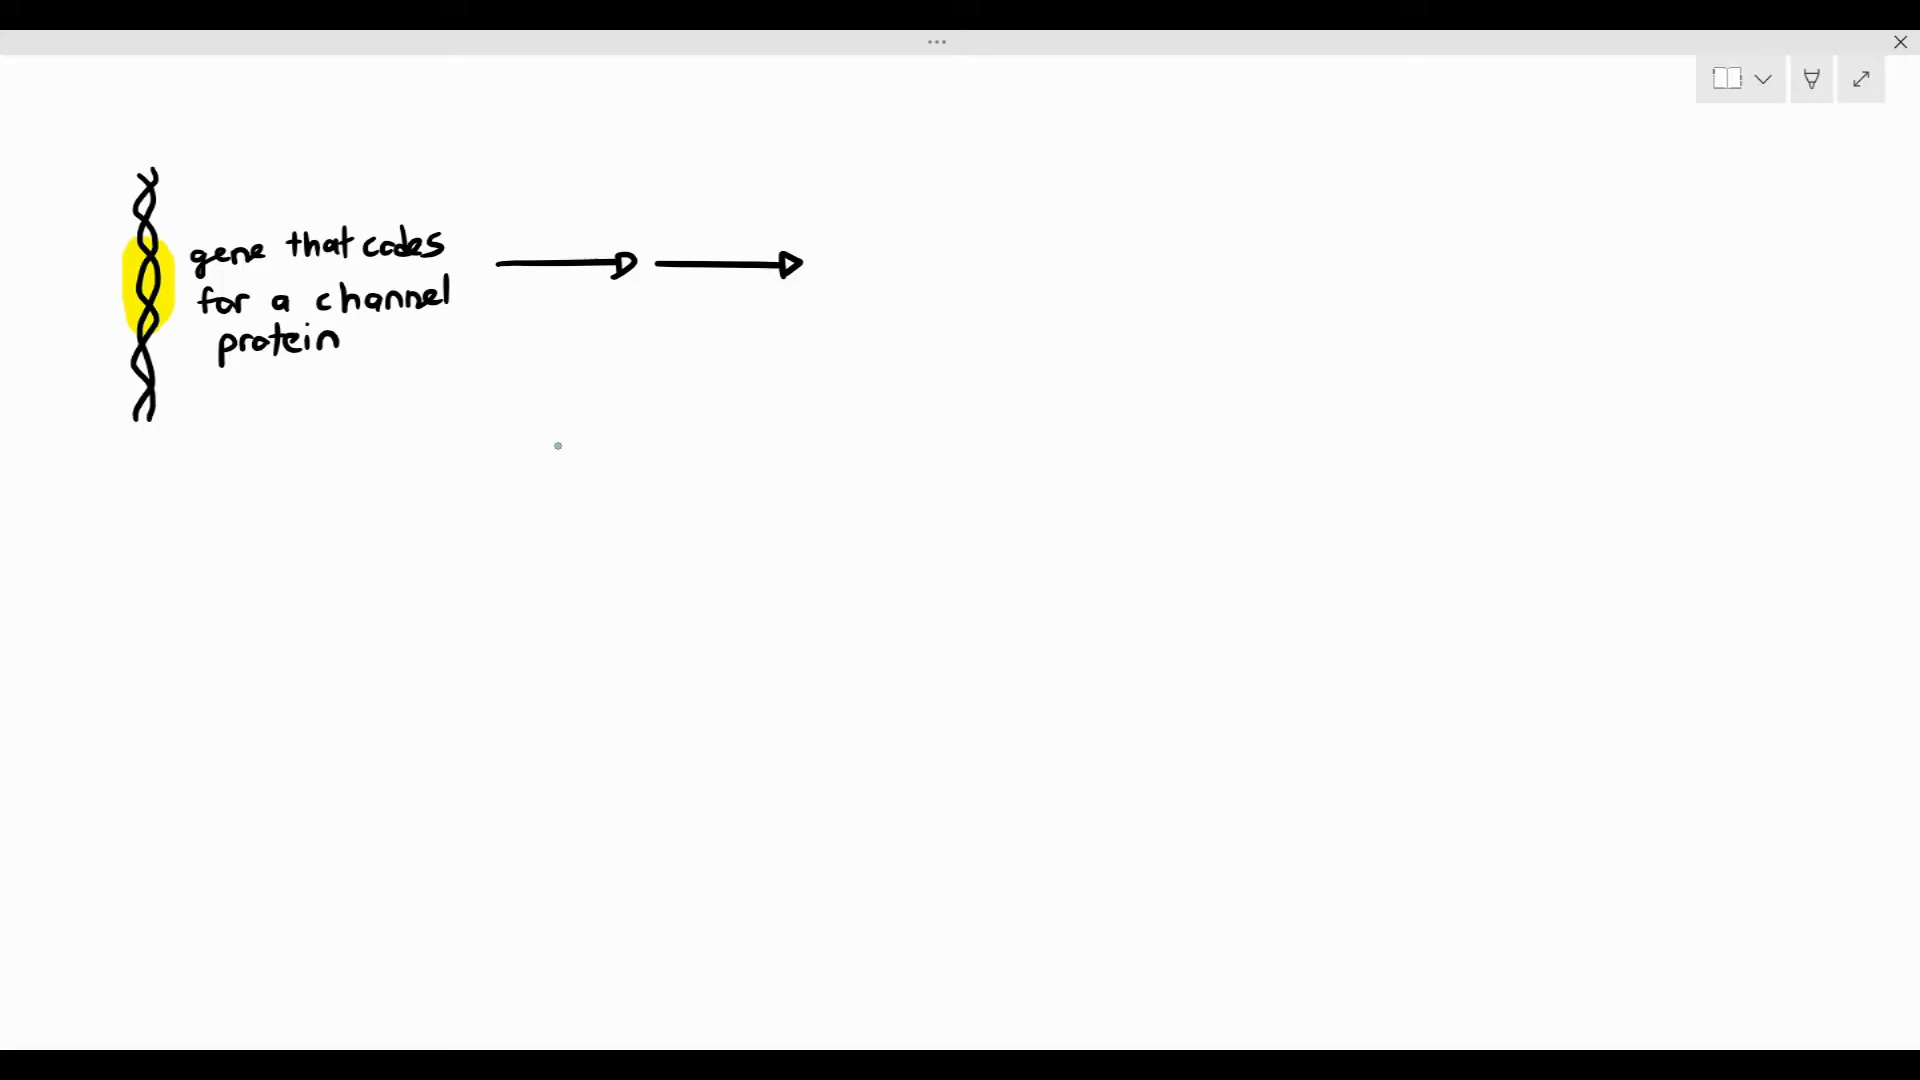 gene that codes
for a channel
protein